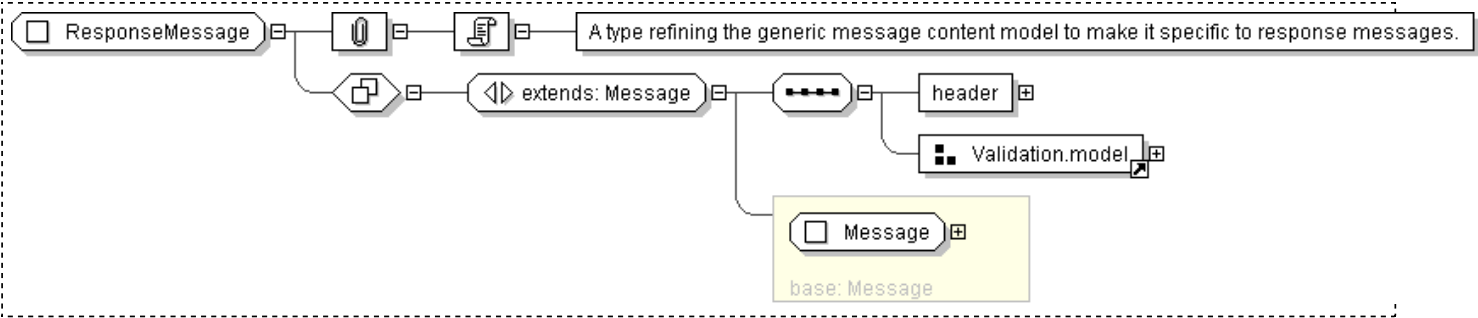 ResponseMessage
A type refining the generic message content model to make it specific to response messages.
extends: Message
header
Validation.model
Message
base: Message